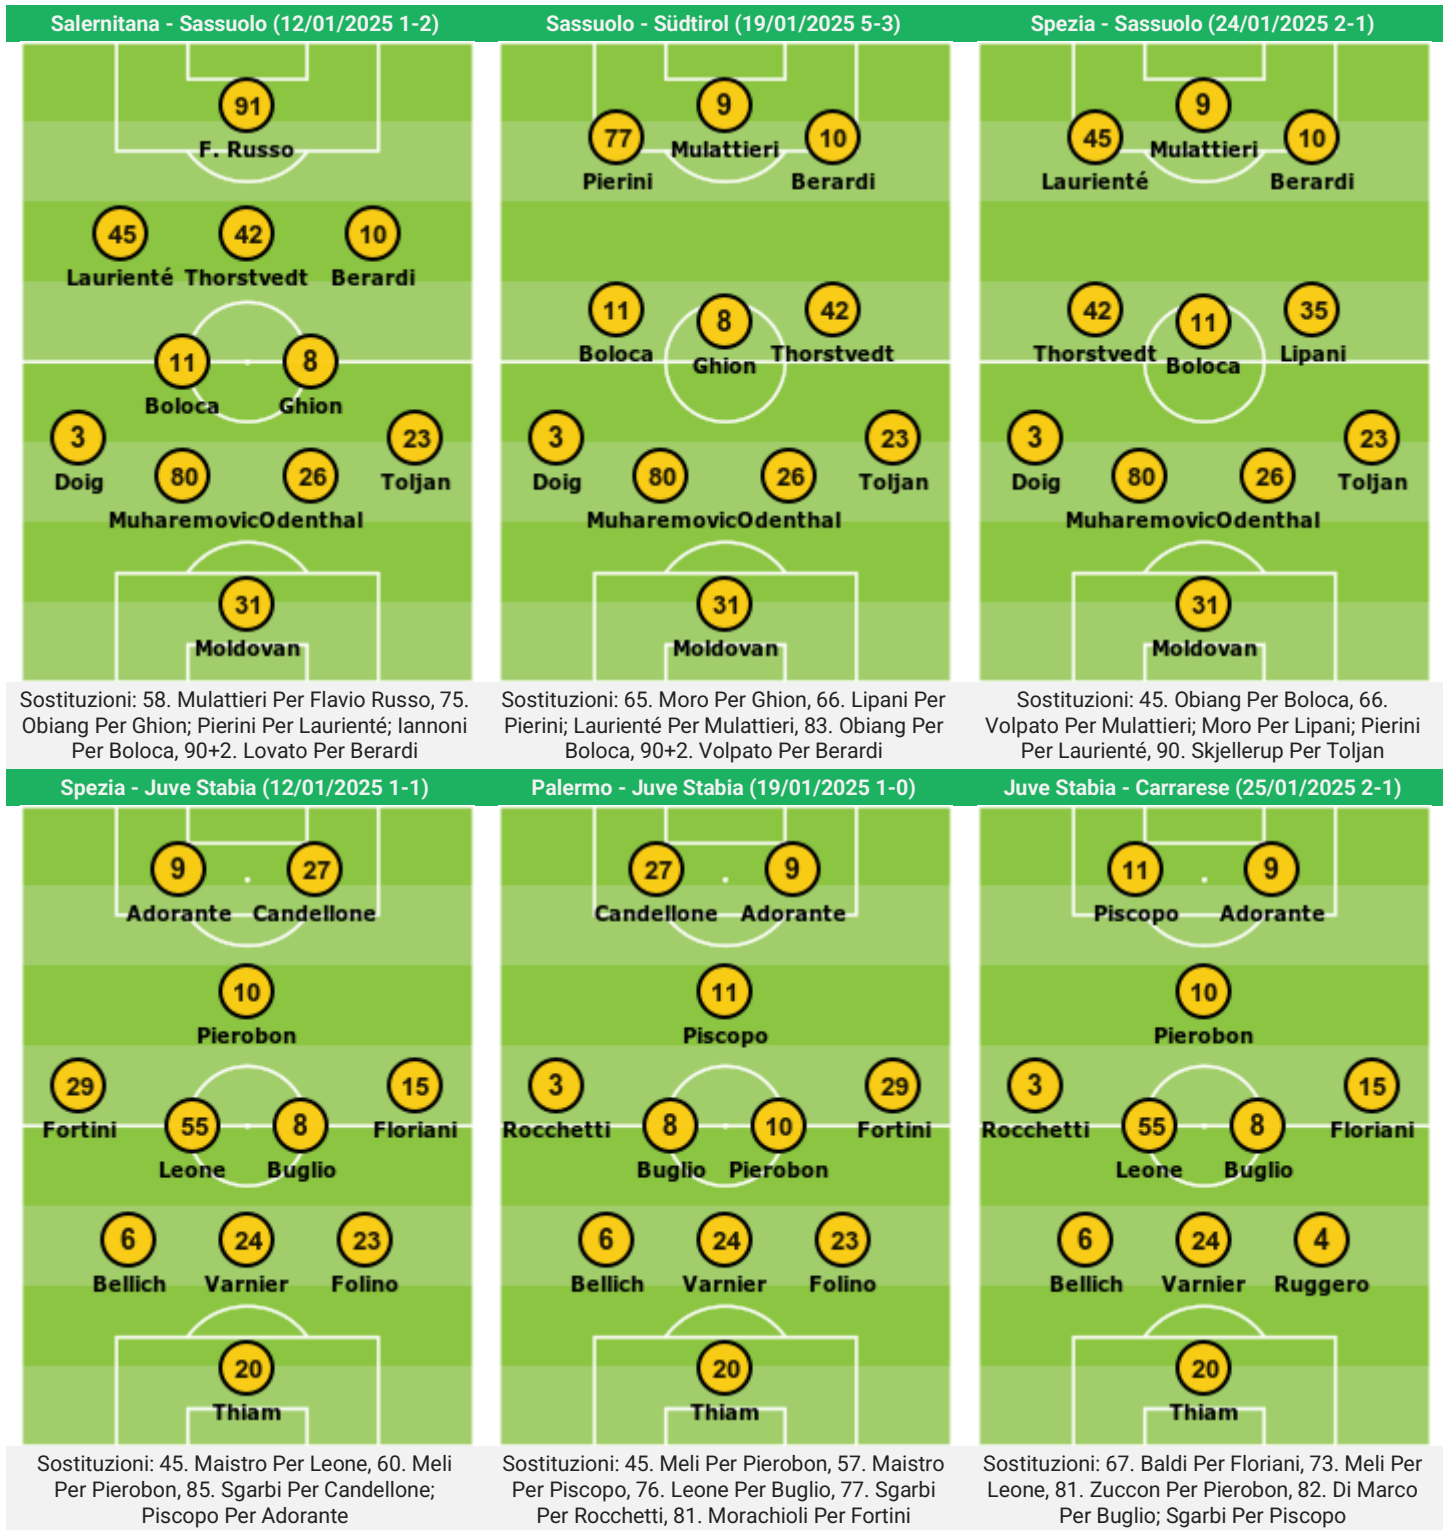 Salernitana - Sassuolo (12/01/2025 1-2)
91
F. Russo
45 42 10
Laurienté Thorstvedt Berardi
11 8
Boloca Ghion
3 23
80 26
Doig Toljan
Muharemovic Odenthal
31
Moldovan
Sostituzioni: 58. Mulattieri Per Flavio Russo, 75.
Obiang Per Ghion; Pierini Per Laurienté; Iannoni
Per Boloca, 90+2. Lovato Per Berardi
Sassuolo - Südtirol (19/01/2025 5-3)
9
77 10
Mulattieri
Pierini Berardi
11 8 42
Boloca Ghion Thorstvedt
3 23
80 26
Doig Toljan
Muharemovic Odenthal
31
Moldovan
Sostituzioni: 65. Moro Per Ghion, 66. Lipani Per
Pierini; Laurienté Per Mulattieri, 83. Obiang Per
Boloca, 90+2. Volpato Per Berardi
Spezia - Sassuolo (24/01/2025 2-1)
9
45 10
Mulattieri
Laurienté Berardi
42 11 35
Thorstvedt Boloca Lipani
3 23
80 26
Doig Toljan
Muharemovic Odenthal
31
Moldovan
Sostituzioni: 45. Obiang Per Boloca, 66.
Volpato Per Mulattieri; Moro Per Lipani; Pierini
Per Laurienté, 90. Skjellerup Per Toljan
Spezia - Juve Stabia (12/01/2025 1-1)
9 27
Adorante Candellone
10
Pierobon
29 15
55 8
Fortini Floriani
Leone Buglio
6 24 23
Bellich Varnier Folino
20
Thiam
Sostituzioni: 45. Maistro Per Leone, 60. Meli
Per Pierobon, 85. Sgarbi Per Candellone;
Piscopo Per Adorante
Palermo - Juve Stabia (19/01/2025 1-0)
27 9
Candellone Adorante
11
Piscopo
3 29
8 10
Rocchetti Fortini
Buglio Pierobon
6 24 23
Bellich Varnier Folino
20
Thiam
Sostituzioni: 45. Meli Per Pierobon, 57. Maistro
Per Piscopo, 76. Leone Per Buglio, 77. Sgarbi
Per Rocchetti, 81. Morachioli Per Fortini
Juve Stabia - Carrarese (25/01/2025 2-1)
11 9
Piscopo Adorante
10
Pierobon
3 15
55 8
Rocchetti Floriani
Leone Buglio
6 24 4
Bellich Varnier Ruggero
20
Thiam
Sostituzioni: 67. Baldi Per Floriani, 73. Meli Per
Leone, 81. Zuccon Per Pierobon, 82. Di Marco
Per Buglio; Sgarbi Per Piscopo